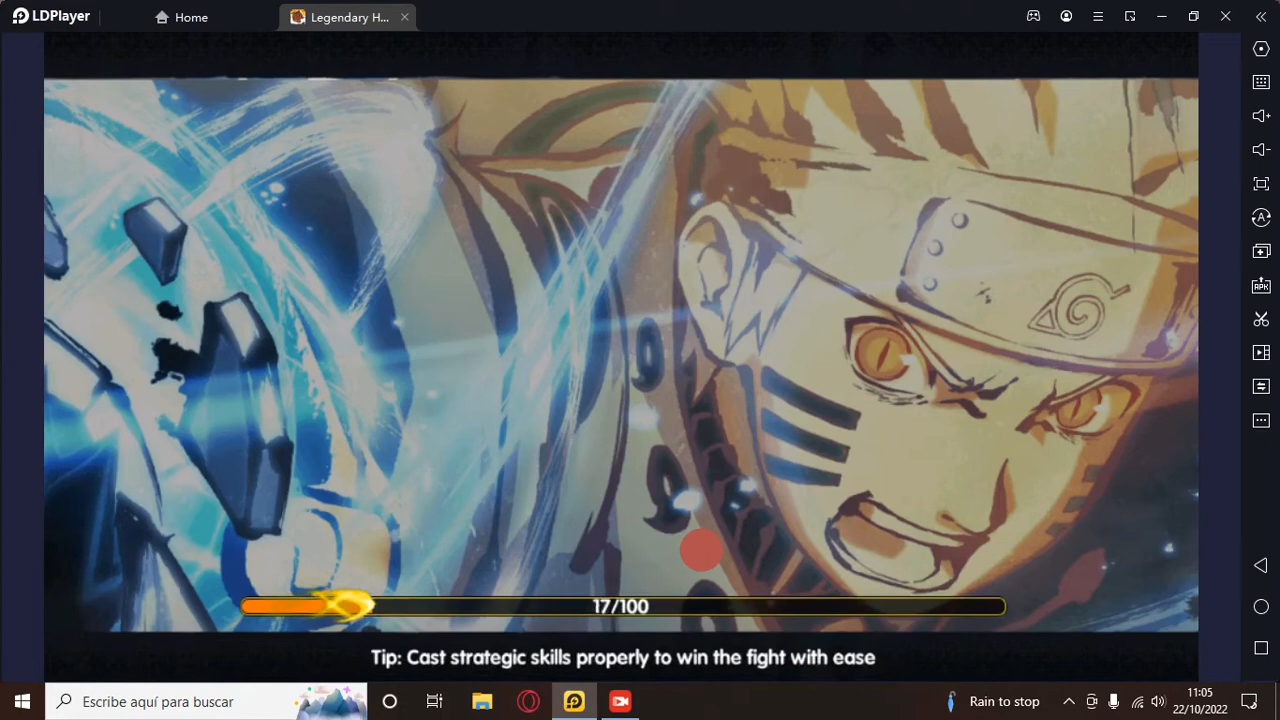 LDPlayer
Home
Legendary H...
17/100
Tip: Cast strategic skills properly to win the fight with ease
Escribe aquí para buscar
Rain to stop
11:05
22/10/2022